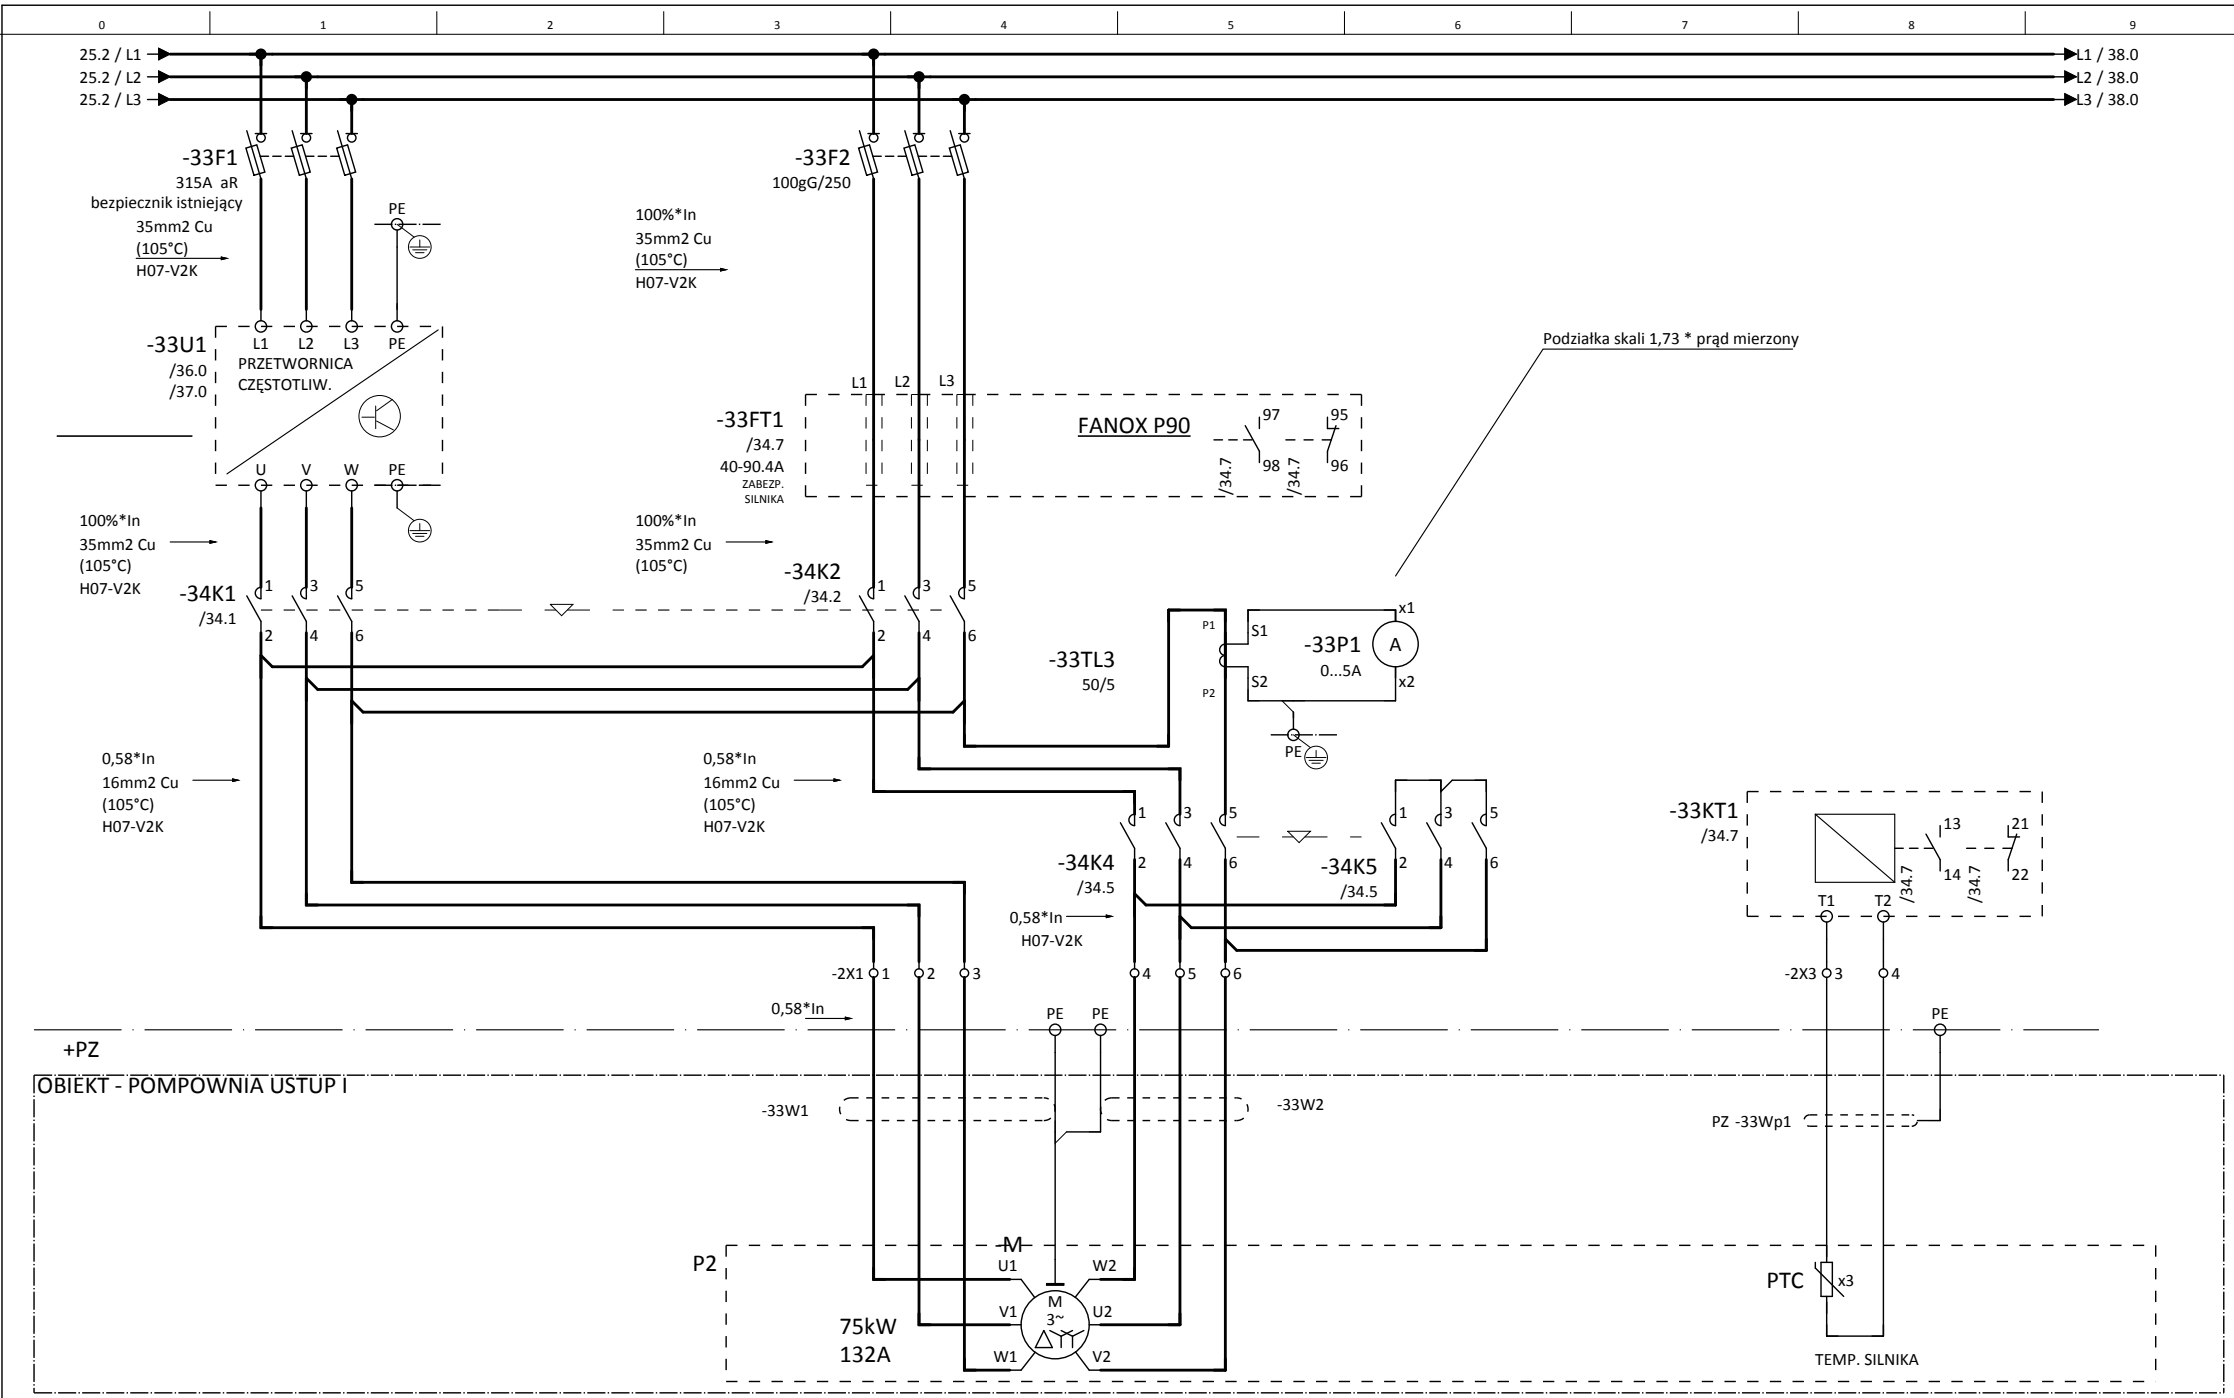 0 1 2 3 4 5 6 7 8 9
25.2 / L1
25.2 / L2
25.2 / L3
L1 / 38.0
L2 / 38.0
L3 / 38.0
-33F1
315A aR
bezpiecznik istniejący
35mm2 Cu
(105°C)
H07-V2K
PE
-33F2
100gG/250
100%*In
35mm2 Cu
(105°C)
H07-V2K
-33U1
/36.0
/37.0
L1 L2 L3 PE
PRZETWORNICA
CZĘSTOTLIW.
U V W PE
Podziałka skali 1,73 * prąd mierzony
L1 L2 L3
-33FT1
/34.7
40-90.4A
ZABEZP.
SILNIKA
FANOX P90
97
98
/34.7
95
96
/34.7
100%*In
35mm2 Cu
(105°C)
H07-V2K
100%*In
35mm2 Cu
(105°C)
-34K1
/34.1
1 3 5
2 4 6
-34K2
/34.2
1 3 5
2 4 6
-33TL3
50/5
P1
P2
S1
S2
-33P1
0...5A
A
x1
x2
PE
0,58*In
16mm2 Cu
(105°C)
H07-V2K
0,58*In
16mm2 Cu
(105°C)
H07-V2K
-34K4
/34.5
1 3 5
2 4 6
-34K5
/34.5
1 3 5
2 4 6
0,58*In
H07-V2K
-33KT1
/34.7
13
14
/34.7
21
22
/34.7
T1 T2
-2X1 1 2 3 4 5 6
-2X3 3 4
0,58*In
PE PE PE
+PZ
OBIEKT - POMPOWNIA USTUP I
-33W1
-33W2
PZ -33Wp1
P2
-M
U1 W2
V1 U2
W1 V2
M
3~
75kW
132A
PTC
x3
TEMP. SILNIKA